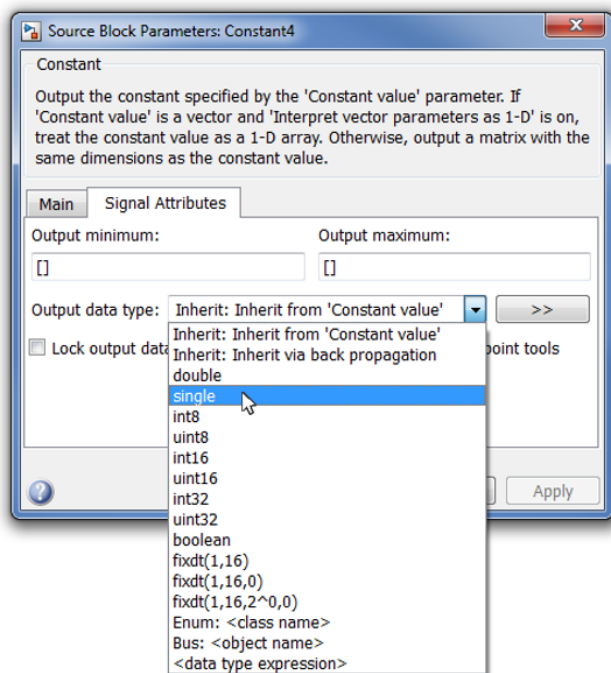 Source Block Parameters: Constant4
Constant
Output the constant specified by the 'Constant value' parameter. If
'Constant value' is a vector and 'Interpret vector parameters as 1-D' is on,
treat the constant value as a 1-D array. Otherwise, output a matrix with the
same dimensions as the constant value.
Main Signal Attributes
Output minimum: Output maximum:
[] []
Output data type: Inherit: Inherit from 'Constant value' >>
Inherit: Inherit from 'Constant value'
Lock output data Inherit: Inherit via back propagation point tools
double
single
int8
uint8
int16
uint16
int32 Apply
uint32
boolean
fixdt(1,16)
fixdt(1,16,0)
fixdt(1,16,2^0,0)
Enum: <class name>
Bus: <object name>
<data type expression>